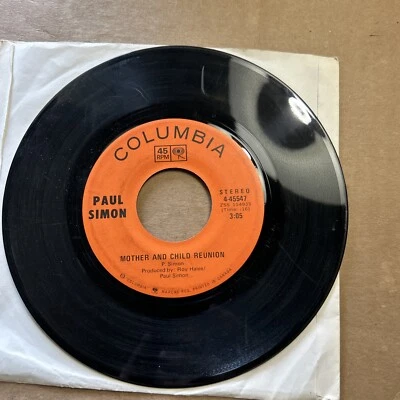 COLUMBIA
45
RPM
PAUL
SIMON
STEREO
4-45547
3:05
MOTHER AND CHILD REUNION
P. Simon
Produced by: Roy Halee/
Paul Simon